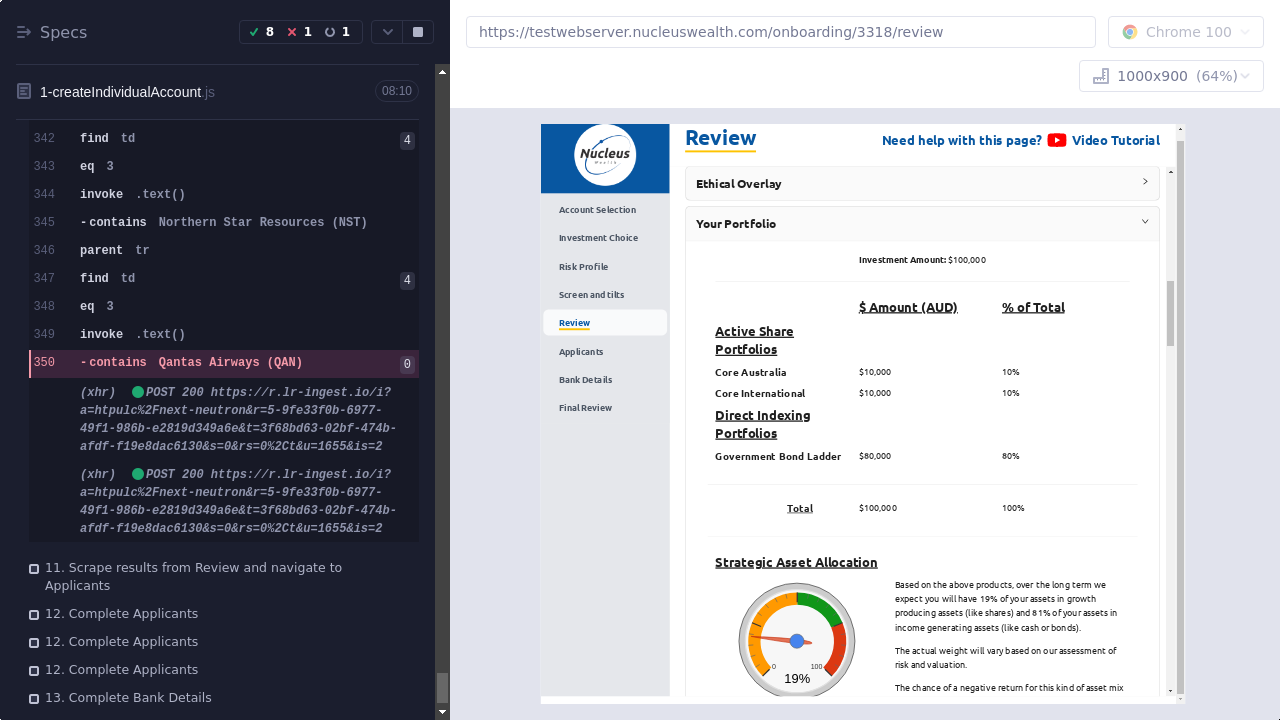 Specs
8
1
1
1-createIndividualAccount.js
08:10
342 find td 4
343 eq 3
344 invoke .text()
345 -contains Northern Star Resources (NST)
346 parent tr
347 find td 4
348 eq 3
349 invoke .text()
350 -contains Qantas Airways (QAN) 0
(xhr) POST 200 https://r.lr-ingest.io/i?
a=htpulc%2Fnext-neutron&r=5-9fe33f0b-6977-
49f1-986b-e2819d349a6e&t=3f68bd63-02bf-474b-
afdf-f19e8dac6130&s=0&rs=0%2Ct&u=1655&is=2
(xhr) POST 200 https://r.lr-ingest.io/i?
a=htpulc%2Fnext-neutron&r=5-9fe33f0b-6977-
49f1-986b-e2819d349a6e&t=3f68bd63-02bf-474b-
afdf-f19e8dac6130&s=0&rs=0%2Ct&u=1655&is=2
11. Scrape results from Review and navigate to
Applicants
12. Complete Applicants
12. Complete Applicants
12. Complete Applicants
13. Complete Bank Details
https://testwebserver.nucleuswealth.com/onboarding/3318/review
Chrome 100
1000x900 (64%)
Nucleus
Wealth
Account Selection
Investment Choice
Risk Profile
Screen and tilts
Review
Applicants
Bank Details
Final Review
Review
Need help with this page? Video Tutorial
Ethical Overlay
Your Portfolio
Investment Amount: $100,000
$ Amount (AUD) % of Total
Active Share
Portfolios
Core Australia $10,000 10%
Core International $10,000 10%
Direct Indexing
Portfolios
Government Bond Ladder $80,000 80%
Total $100,000 100%
Strategic Asset Allocation
0 100
19%
Based on the above products, over the long term we
expect you will have 19% of your assets in growth
producing assets (like shares) and 81% of your assets in
income generating assets (like cash or bonds).
The actual weight will vary based on our assessment of
risk and valuation.
The chance of a negative return for this kind of asset mix